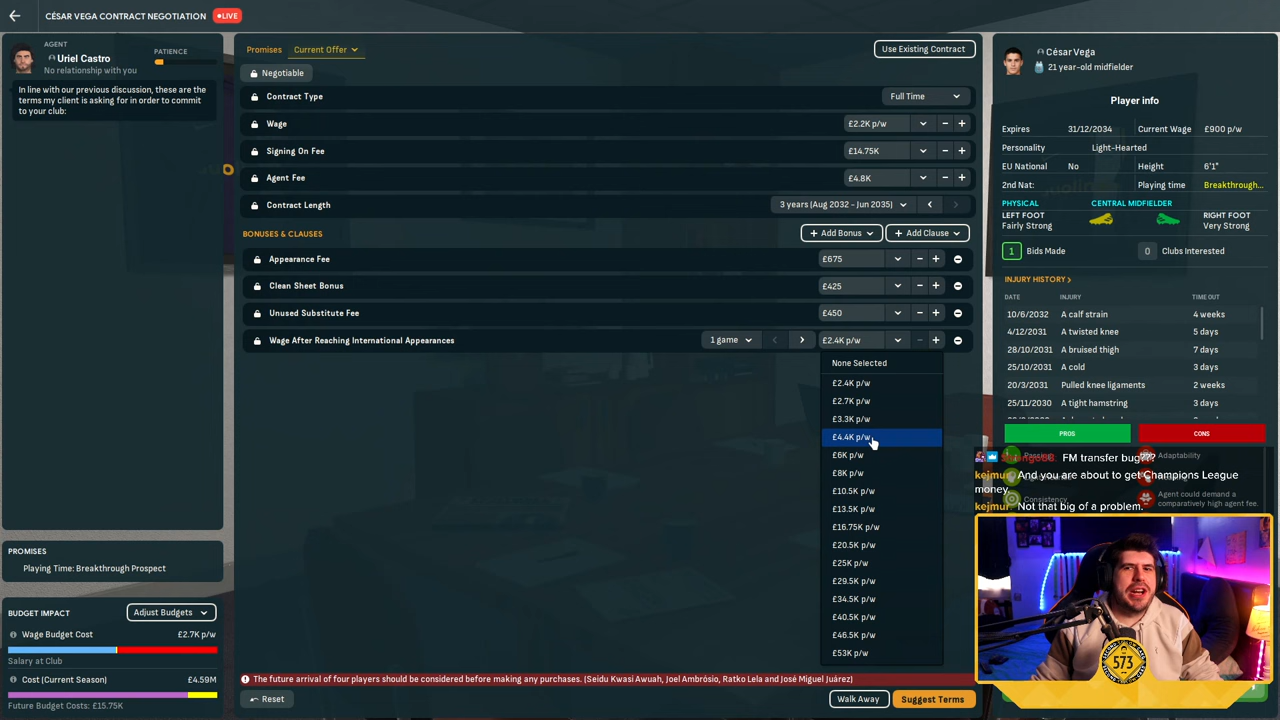 CÉSAR VEGA CONTRACT NEGOTIATION
LIVE
AGENT
Uriel Castro
No relationship with you
PATIENCE
In line with our previous discussion, these are the
terms my client is asking for in order to commit
to your club:
Promises
Current Offer
Use Existing Contract
Negotiable
Contract Type
Full Time
Wage
£2.2K p/w
Signing On Fee
£14.75K
Agent Fee
£4.8K
Contract Length
3 years (Aug 2032 - Jun 2035)
BONUSES & CLAUSES
Add Bonus
Add Clause
Appearance Fee
£675
Clean Sheet Bonus
£425
Unused Substitute Fee
£450
Wage After Reaching International Appearances
1 game
£2.4K p/w
None Selected
£2.4K p/w
£2.7K p/w
£3.3K p/w
£4.4K p/w
£6K p/w
£8K p/w
£10.5K p/w
£13.5K p/w
£16.75K p/w
£20.5K p/w
£25K p/w
£29.5K p/w
£34.5K p/w
£40.5K p/w
£46.5K p/w
£53K p/w
PROMISES
Playing Time: Breakthrough Prospect
BUDGET IMPACT
Adjust Budgets
Wage Budget Cost
£2.7K p/w
Salary at Club
Cost (Current Season)
£4.59M
Future Budget Costs: £15.75K
The future arrival of four players should be considered before making any purchases. (Seidu Kwasi Awuah, Joel Ambrósio, Ratko Lela and José Miguel Juárez)
Reset
Walk Away
Suggest Terms
César Vega
21 year-old midfielder
Player info
Expires
31/12/2034
Current Wage
£900 p/w
Personality
Light-Hearted
EU National
No
Height
6'1"
2nd Nat:
Playing time
Breakthrough...
PHYSICAL
CENTRAL MIDFIELDER
LEFT FOOT
Fairly Strong
RIGHT FOOT
Very Strong
1
Bids Made
0
Clubs Interested
INJURY HISTORY
DATE
INJURY
TIME OUT
10/6/2032
A calf strain
4 weeks
4/12/2031
A twisted knee
5 days
28/10/2031
A bruised thigh
7 days
25/10/2031
A cold
3 days
20/3/2031
Pulled knee ligaments
2 weeks
25/11/2030
A tight hamstring
3 days
PROS
CONS
Adaptability
FM transfer bug???
kejmur: And you are about to get Champions League
money.
Consistency
Agent could demand a
comparatively high agent fee.
kejmur: Not that big of a problem.
573